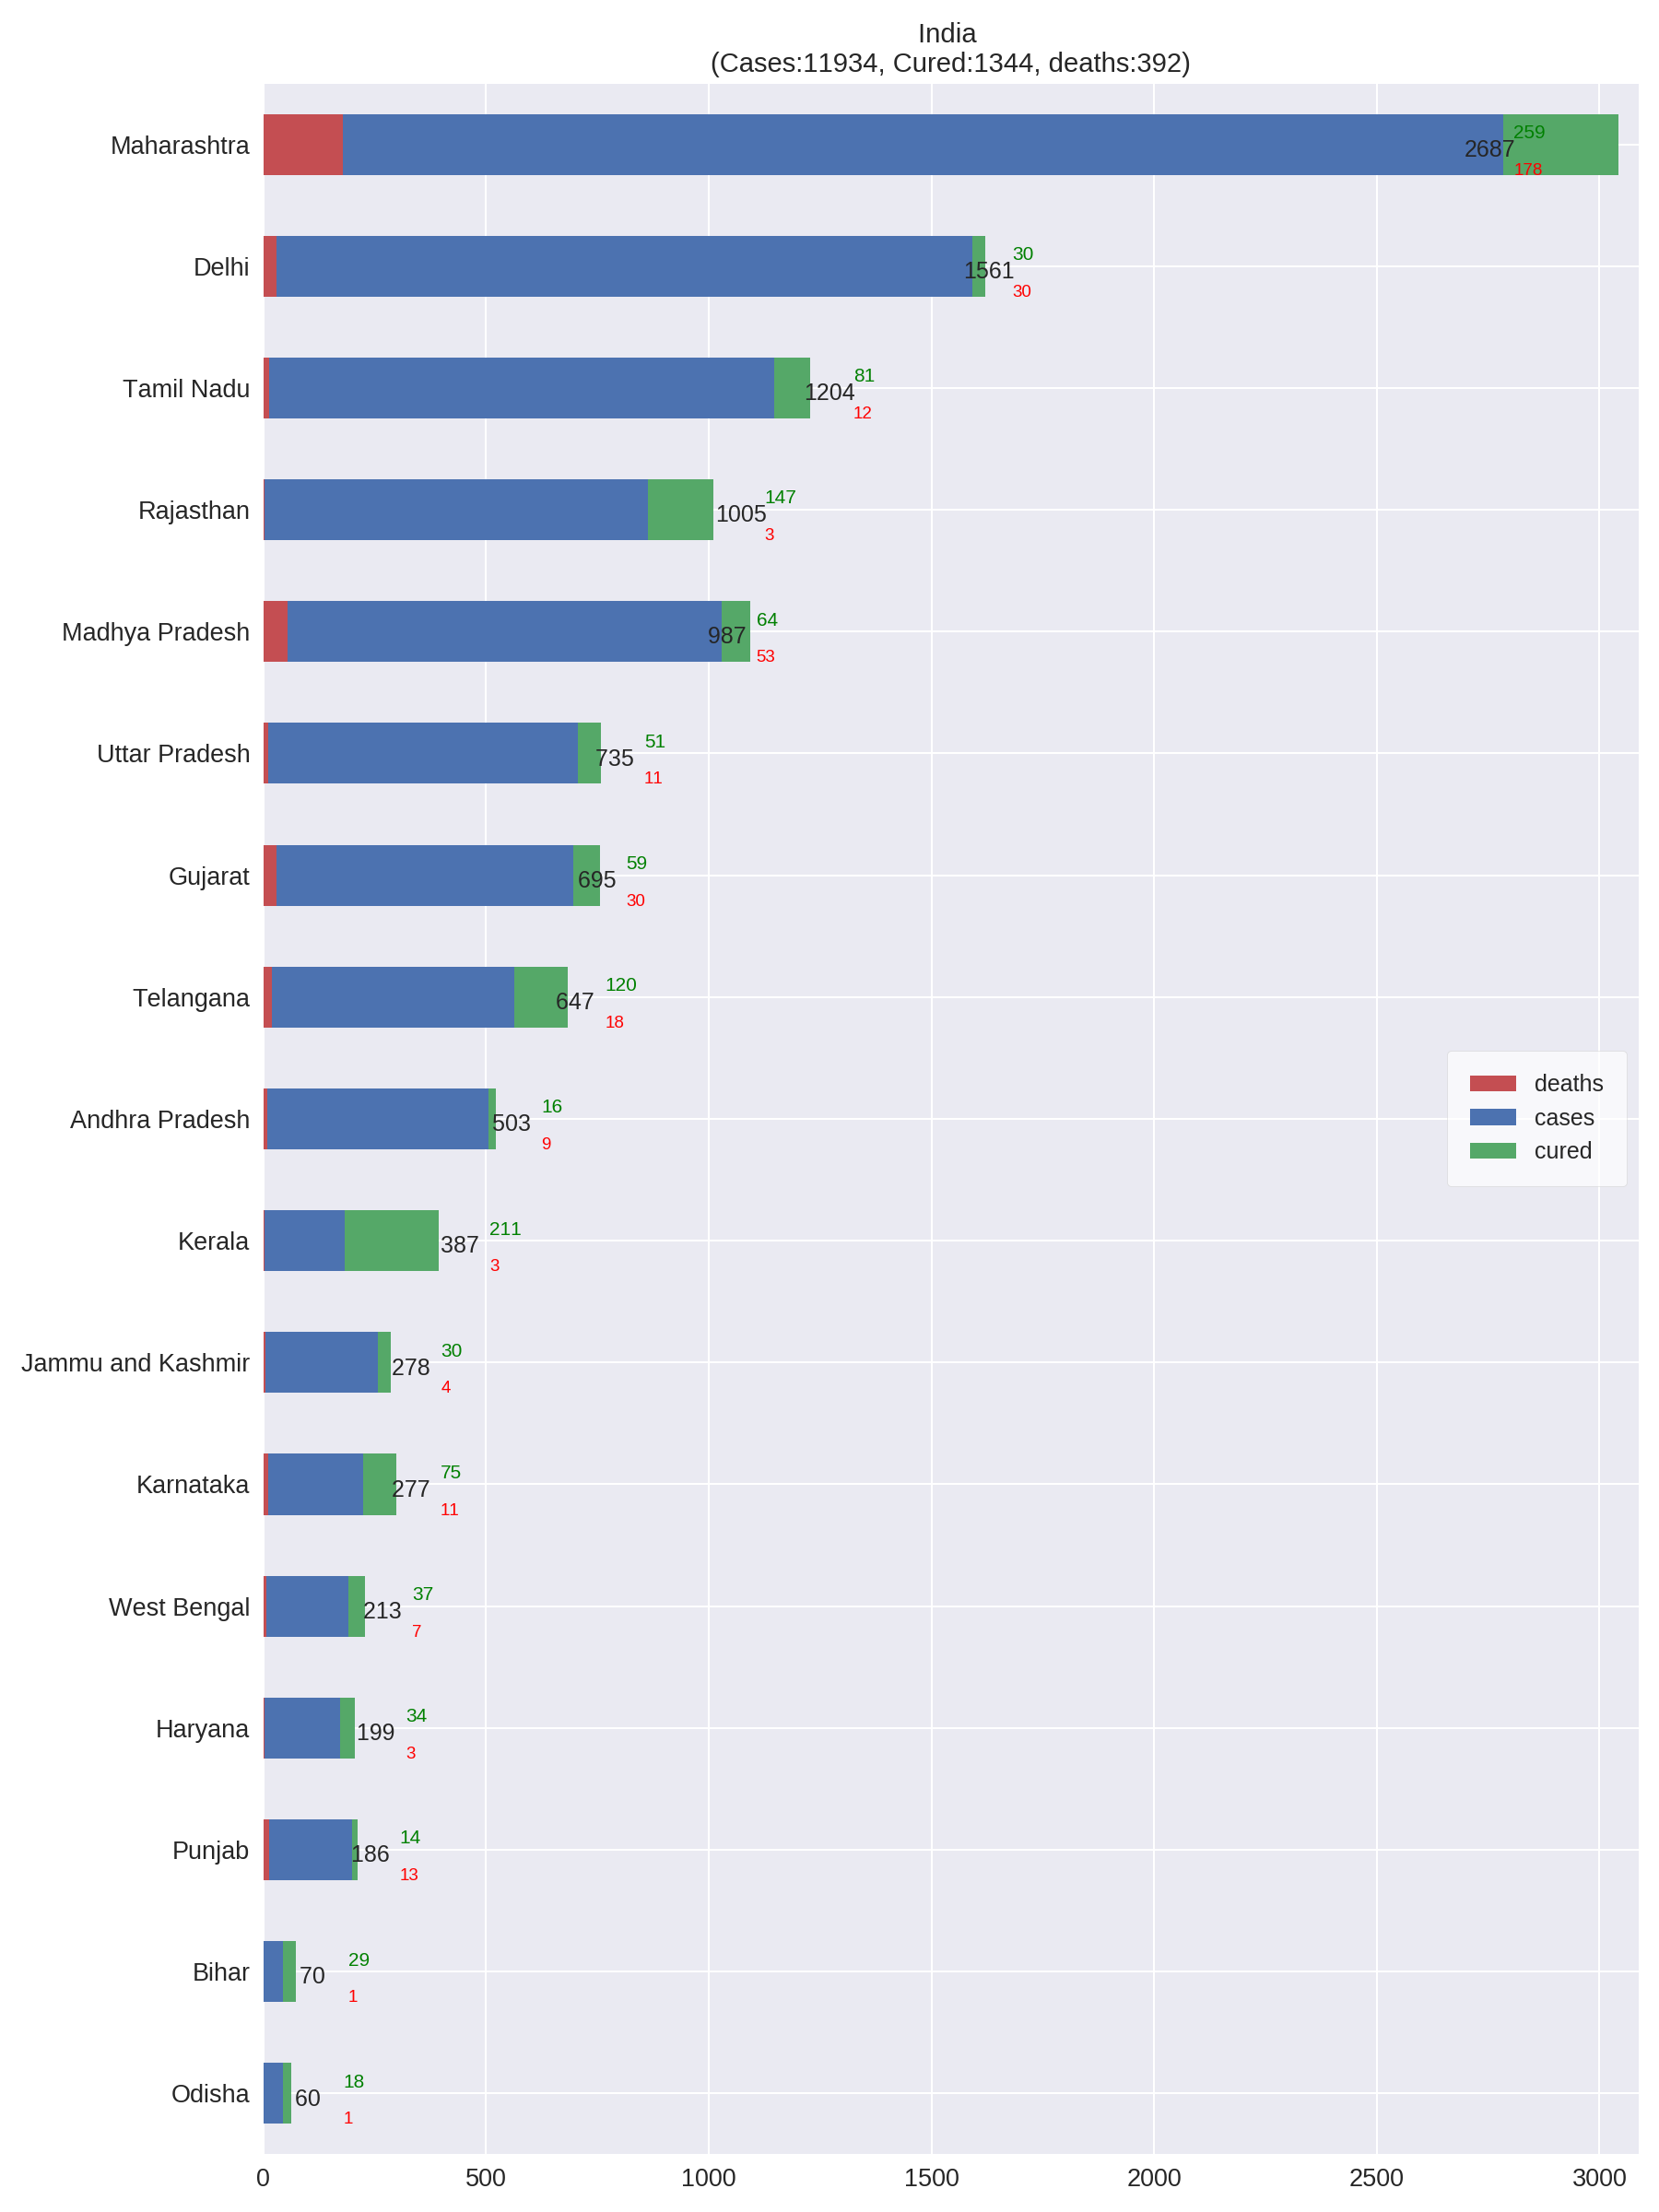 India
(Cases:11934, Cured:1344, deaths:392)
Maharashtra 2687 259 178
Delhi 1561 30 30
Tamil Nadu 1204 81 12
Rajasthan 1005 147 3
Madhya Pradesh 987 64 53
Uttar Pradesh 735 51 11
Gujarat 695 59 30
Telangana 647 120 18
Andhra Pradesh 503 16 9
Kerala 387 211 3
Jammu and Kashmir 278 30 4
Karnataka 277 75 11
West Bengal 213 37 7
Haryana 199 34 3
Punjab 186 14 13
Bihar 70 29 1
Odisha 60 18 1
deaths
cases
cured
0 500 1000 1500 2000 2500 3000